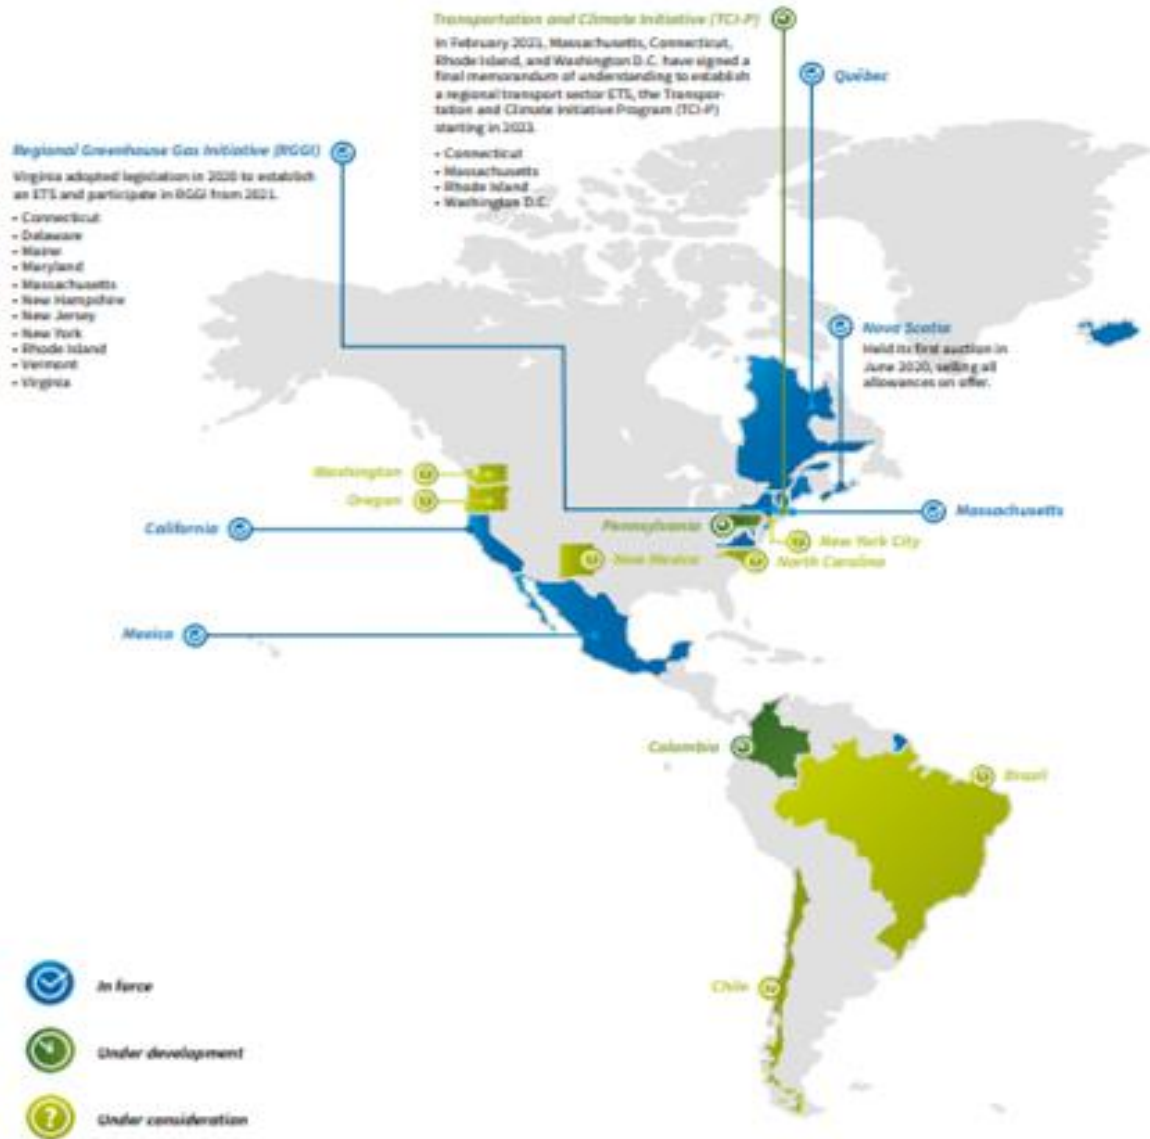 Transportation and Climate Initiative (TCI-P)
In February 2021, Massachusetts, Connecticut,
Rhode Island, and Washington D.C. have signed a
final memorandum of understanding to establish
a regional transport sector ETS, the Transpor-
tation and Climate Initiative Program (TCI-P)
starting in 2023.
• Connecticut
• Massachusetts
• Rhode Island
• Washington D.C.
Québec
Regional Greenhouse Gas Initiative (RGGI)
Virginia adopted legislation in 2020 to establish
an ETS and participate in RGGI from 2021.
• Connecticut
• Delaware
• Maine
• Maryland
• Massachusetts
• New Hampshire
• New Jersey
• New York
• Rhode Island
• Vermont
• Virginia
Nova Scotia
Held its first auction in
June 2020, selling all
allowances on offer.
Washington
Oregon
California
Massachusetts
Pennsylvania
New York City
New Mexico
North Carolina
Mexico
Colombia
Brazil
Chile
In force
Under development
? Under consideration